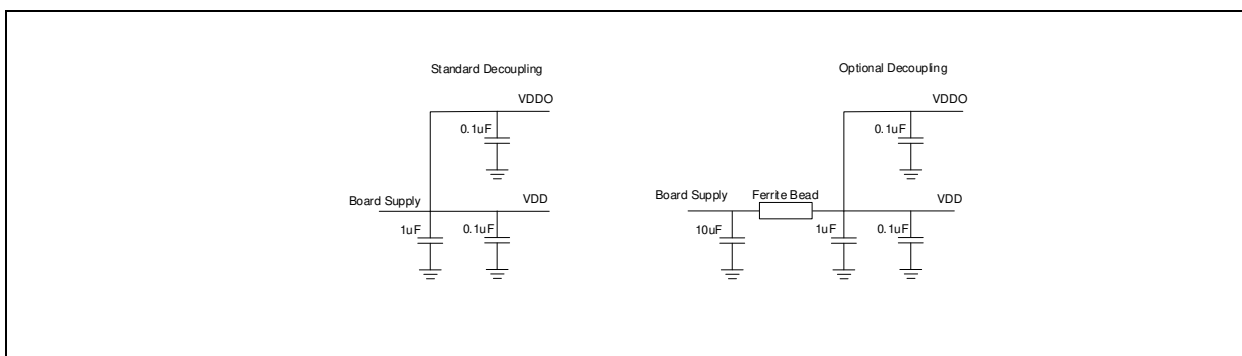 Standard Decoupling
VDDO
0.1uF
Board Supply
VDD
1uF
0.1uF
Optional Decoupling
VDDO
0.1uF
Board Supply
Ferrite Bead
VDD
10uF
1uF
0.1uF